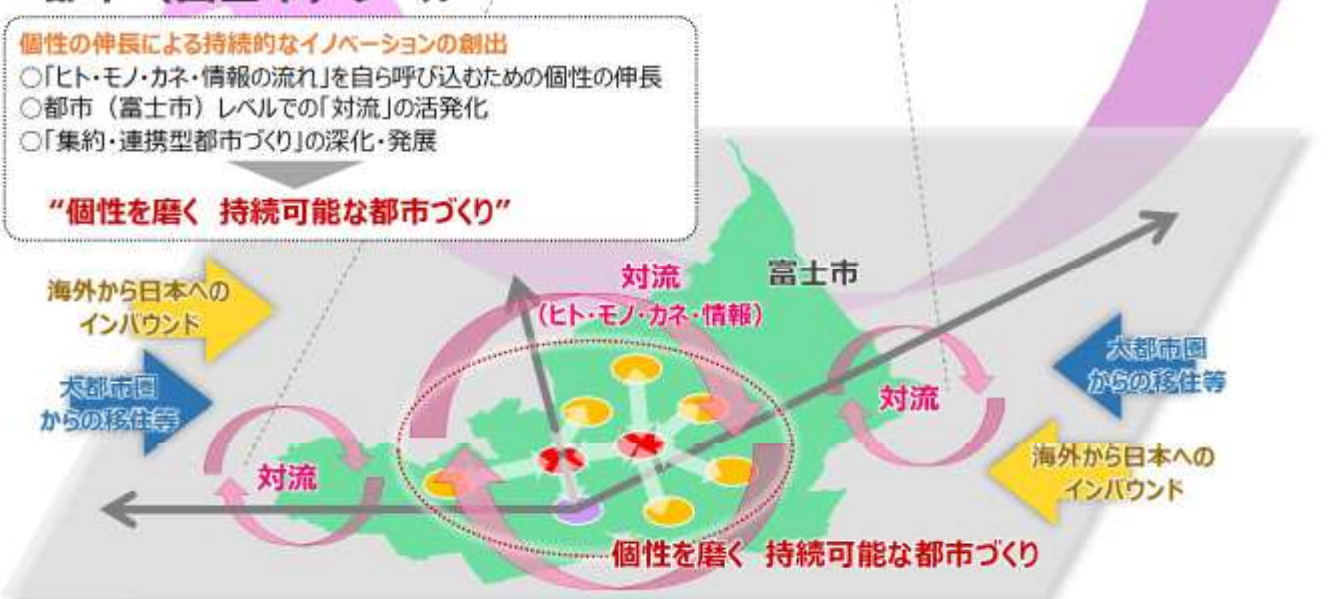 個性の伸長による持続的なイノベーションの創出
○「ヒト・モノ・カネ・情報の流れ」を自ら呼び込むための個性の伸長
○都市（富士市）レベルでの「対流」の活発化
○「集約・連携型都市づくり」の深化・発展
“個性を磨く 持続可能な都市づくり”
海外から日本への
インバウンド
大都市圏
からの移住等
対流
（ヒト・モノ・カネ・情報）
富士市
対流
対流
大都市圏
からの移住等
海外から日本への
インバウンド
個性を磨く 持続可能な都市づくり